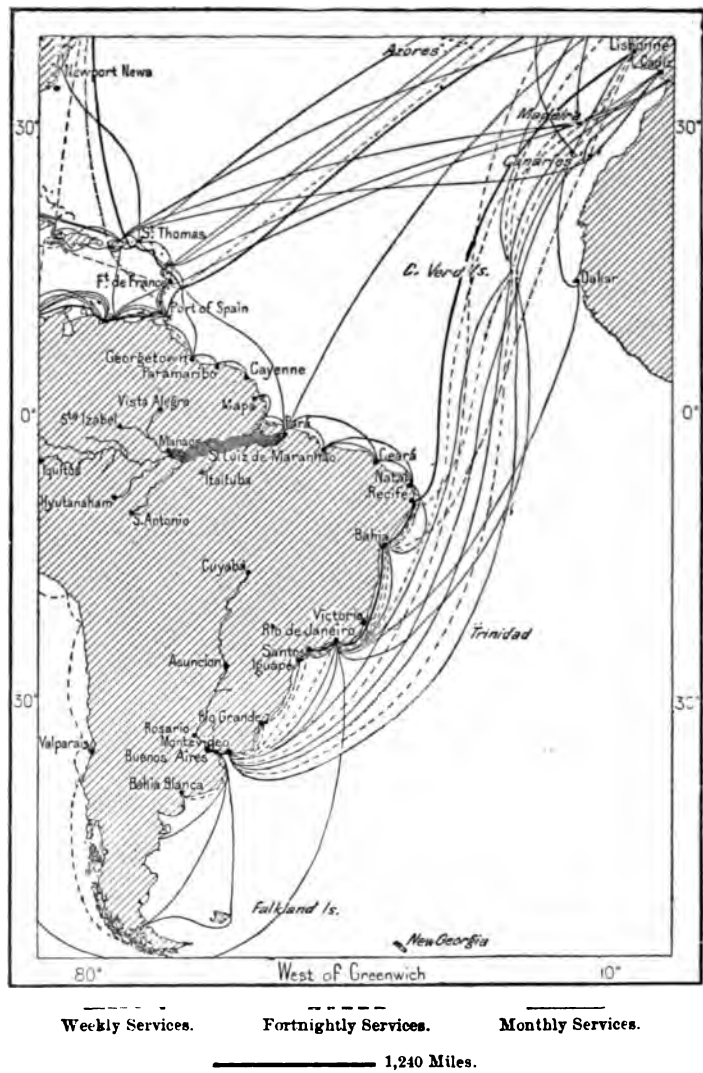 Azores
Lisbonne
Cadiz
Newport News
30°
Madeira
30°
Canaries
St. Thomas
C. Verd Is.
Ft. de France
Dakar
Port of Spain
Georgetown
Paramaribo
Cayenne
Vista Alegre
Mapa
0°
Ste Izabel
Pará
0°
Manaos
S. Luiz de Maranhão
Ceará
Iquitos
Itaituba
Natal
Hyutanaham
Recife
S. Antonio
Bahia
Cuyabá
Victoria
Rio de Janeiro
Trinidad
Santos
Asuncion
Iguape
30°
30°
Rio Grande
Rosario
Valparaiso
Montevideo
Buenos Aires
Bahia Blanca
Falkland Is.
New Georgia
80°
West of Greenwich
10°
Weekly Services. Fortnightly Services. Monthly Services.
1,240 Miles.